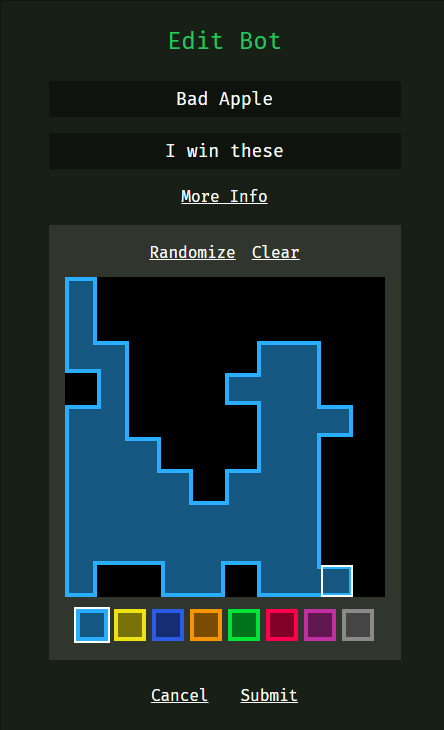 Edit Bot
Bad Apple
I win these
More Info
Randomize Clear
Cancel Submit